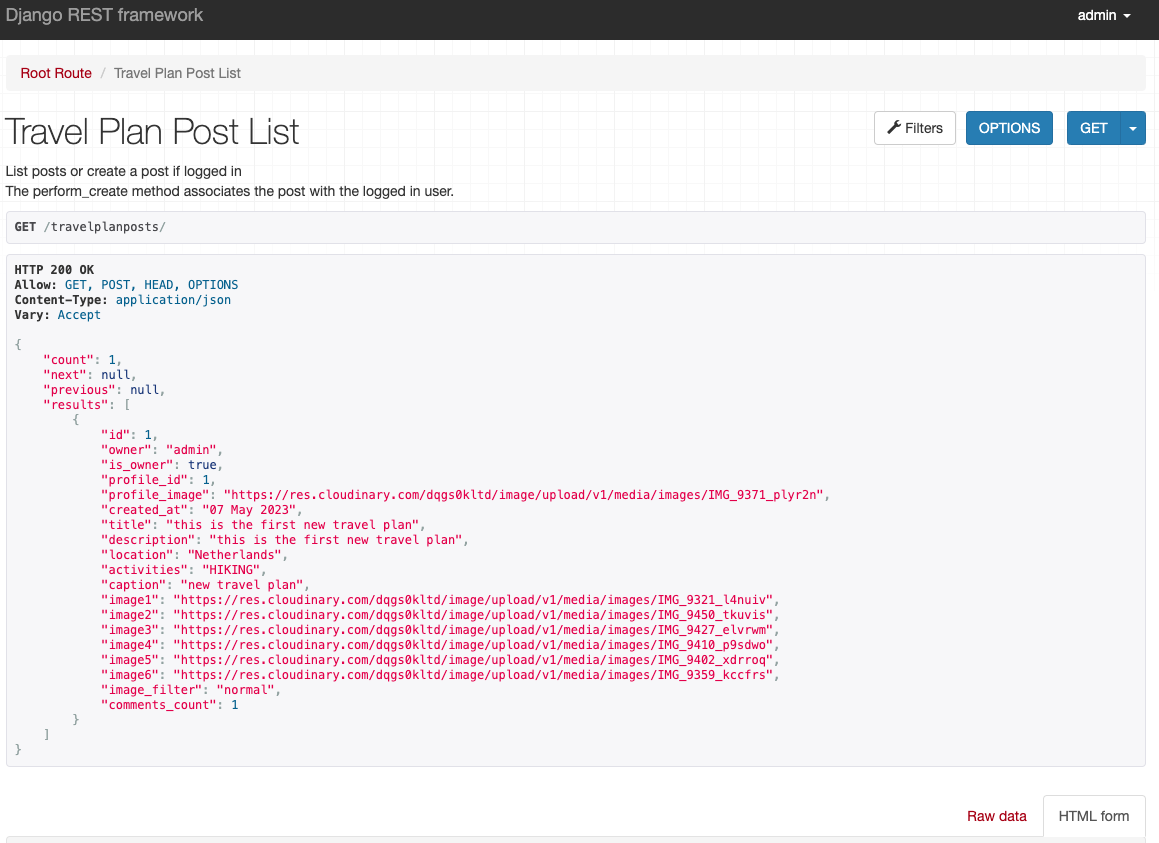 Django REST framework
admin
Root Route / Travel Plan Post List
Travel Plan Post List
Filters
OPTIONS
GET
List posts or create a post if logged in
The perform_create method associates the post with the logged in user.
GET /travelplanposts/
HTTP 200 OK
Allow: GET, POST, HEAD, OPTIONS
Content-Type: application/json
Vary: Accept
{
    "count": 1,
    "next": null,
    "previous": null,
    "results": [
        {
            "id": 1,
            "owner": "admin",
            "is_owner": true,
            "profile_id": 1,
            "profile_image": "https://res.cloudinary.com/dqgs0kltd/image/upload/v1/media/images/IMG_9371_plyr2n",
            "created_at": "07 May 2023",
            "title": "this is the first new travel plan",
            "description": "this is the first new travel plan",
            "location": "Netherlands",
            "activities": "HIKING",
            "caption": "new travel plan",
            "image1": "https://res.cloudinary.com/dqgs0kltd/image/upload/v1/media/images/IMG_9321_l4nuiv",
            "image2": "https://res.cloudinary.com/dqgs0kltd/image/upload/v1/media/images/IMG_9450_tkuvis",
            "image3": "https://res.cloudinary.com/dqgs0kltd/image/upload/v1/media/images/IMG_9427_elvrwm",
            "image4": "https://res.cloudinary.com/dqgs0kltd/image/upload/v1/media/images/IMG_9410_p9sdwo",
            "image5": "https://res.cloudinary.com/dqgs0kltd/image/upload/v1/media/images/IMG_9402_xdrroq",
            "image6": "https://res.cloudinary.com/dqgs0kltd/image/upload/v1/media/images/IMG_9359_kccfrs",
            "image_filter": "normal",
            "comments_count": 1
        }
    ]
}
Raw data
HTML form